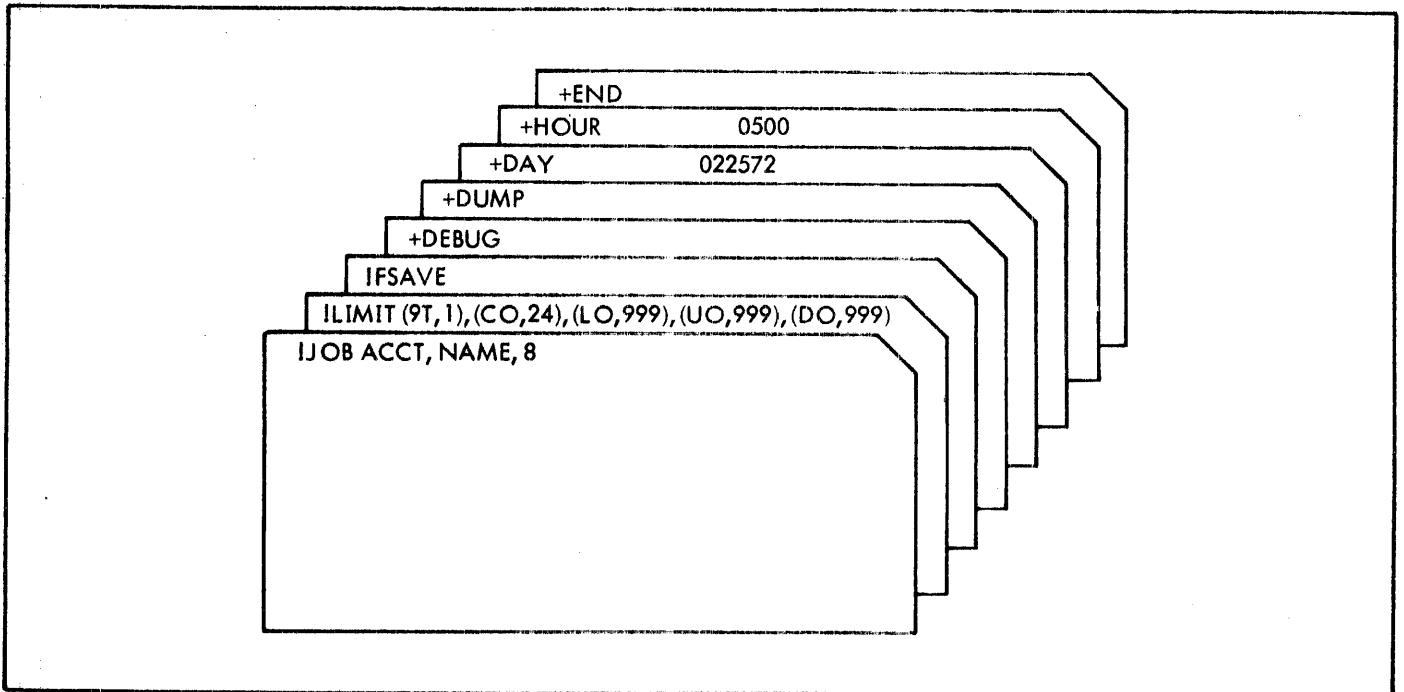 +END
+HOUR 0500
+DAY 022572
+DUMP
+DEBUG
!FSAVE
!LIMIT (9T,1),(CO,24),(LO,999),(UO,999),(DO,999)
!JOB ACCT, NAME, 8